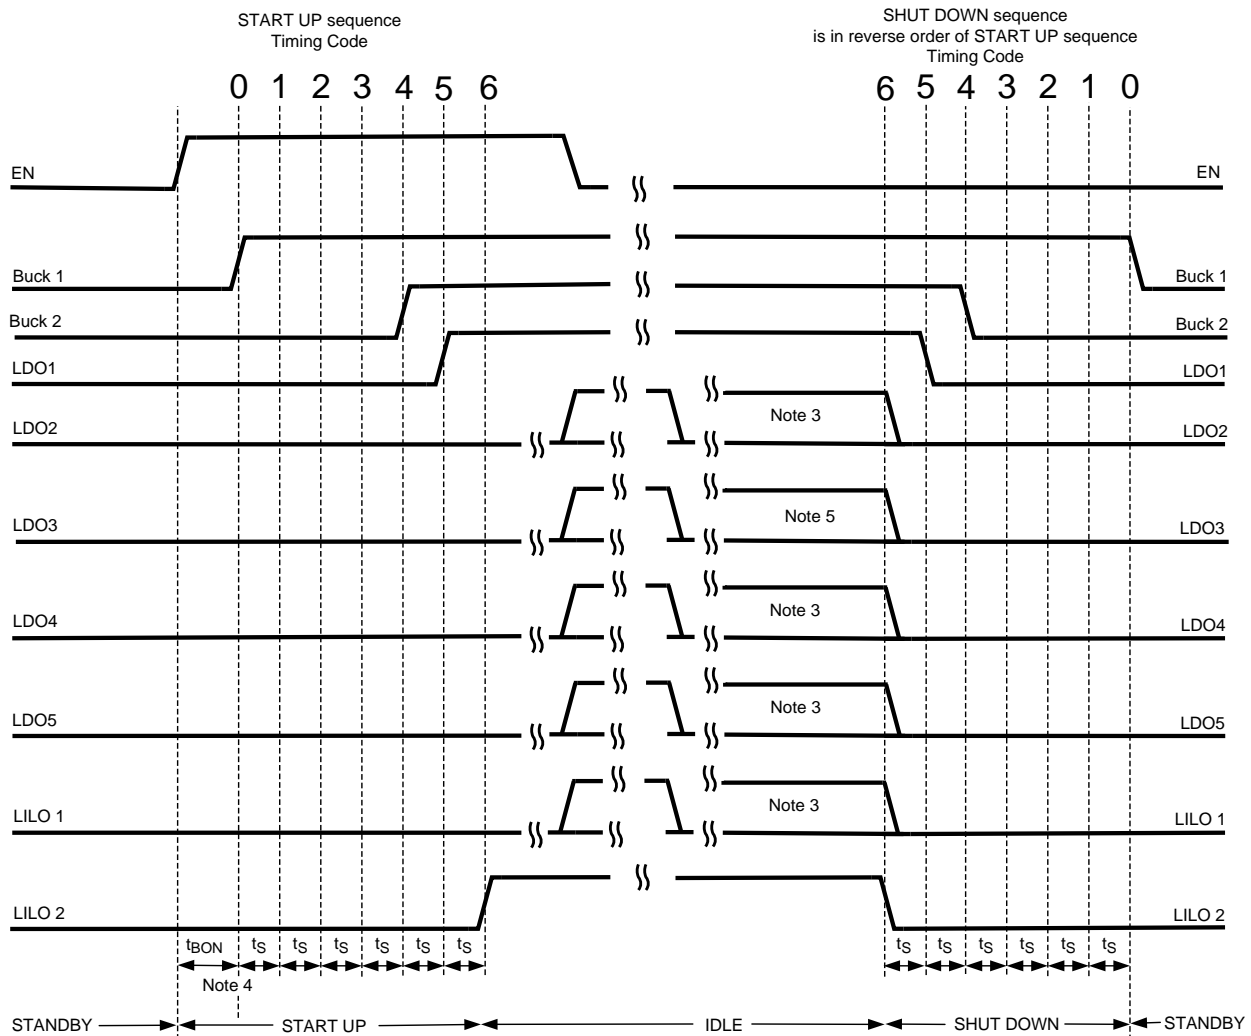 START UP sequence
Timing Code
SHUT DOWN sequence
is in reverse order of START UP sequence
Timing Code
0 1 2 3 4 5 6
6 5 4 3 2 1 0
EN EN
Buck 1 Buck 1
Buck 2 Buck 2
LDO1 LDO1
LDO2 Note 3 LDO2
LDO3 Note 5 LDO3
LDO4 Note 3 LDO4
LDO5 Note 3 LDO5
LILO 1 Note 3 LILO 1
LILO 2 LILO 2
tBON tS tS tS tS tS tS tS tS tS tS tS tS
Note 4
STANDBY START UP IDLE SHUT DOWN STANDBY